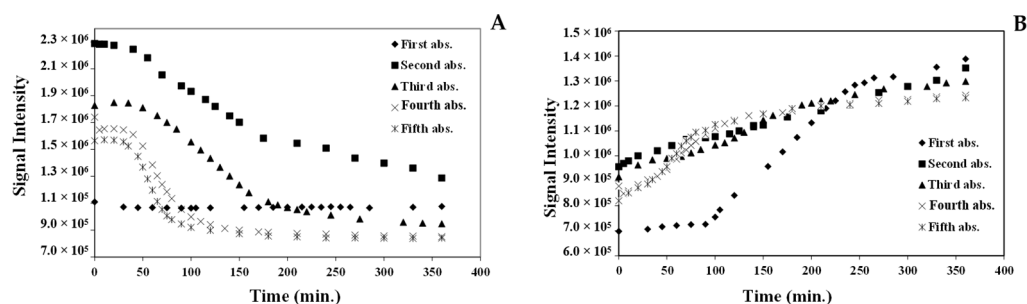 A
Signal Intensity
2.3 × 10⁶
2.1 × 10⁶
1.9 × 10⁶
1.7 × 10⁶
1.5 × 10⁶
1.3 × 10⁶
1.1 × 10⁶
9.0 × 10⁵
7.0 × 10⁵
0 50 100 150 200 250 300 350 400
Time (min.)
First abs.
Second abs.
Third abs.
Fourth abs.
Fifth abs.
B
Signal Intensity
1.5 × 10⁶
1.4 × 10⁶
1.3 × 10⁶
1.2 × 10⁶
1.1 × 10⁶
1.0 × 10⁶
9.0 × 10⁵
8.0 × 10⁵
7.0 × 10⁵
6.0 × 10⁵
0 50 100 150 200 250 300 350 400
Time (min.)
First abs.
Second abs.
Third abs.
Fourth abs.
Fifth abs.